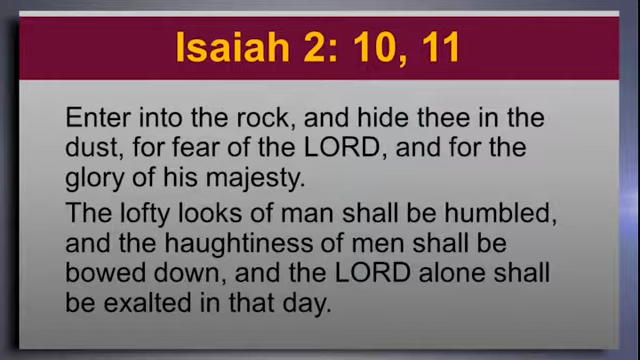 Isaiah 2: 10, 11
Enter into the rock, and hide thee in the
dust, for fear of the LORD, and for the
glory of his majesty.
The lofty looks of man shall be humbled,
and the haughtiness of men shall be
bowed down, and the LORD alone shall
be exalted in that day.